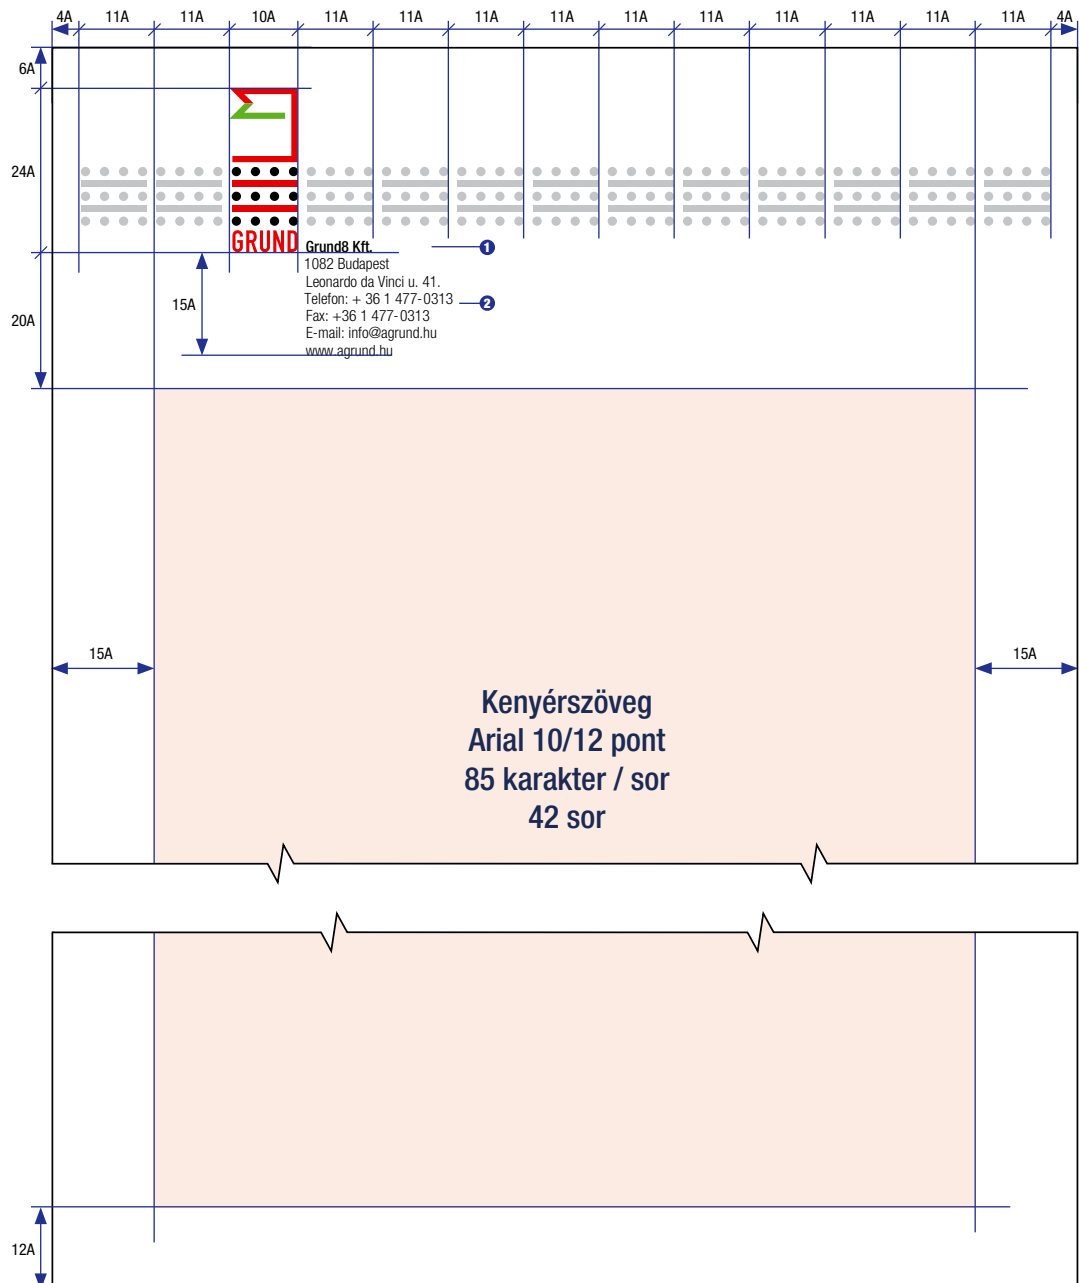 4A 11A 11A 10A 11A 11A 11A 11A 11A 11A 11A 11A 11A 11A 4A
6A
24A
GRUND
Grund8 Kft. 1
1082 Budapest
Leonardo da Vinci u. 41.
15A
Telefon: + 36 1 477-0313 2
Fax: +36 1 477-0313
20A
E-mail: info@agrund.hu
www.agrund.hu
15A
15A
Kenyérszöveg
Arial 10/12 pont
85 karakter / sor
42 sor
12A